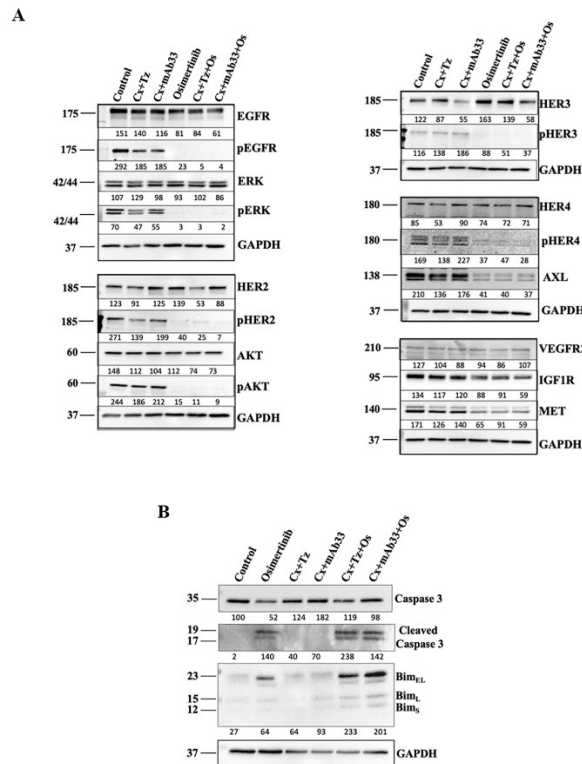 A
Control
Cx+Tz
Cx+mAb33
Osimertinib
Cx+Tz+Os
Cx+mAb33+Os
175 EGFR
151 140 116 81 84 61
175 pEGFR
292 185 185 23 5 4
42/44 ERK
107 129 98 93 102 86
42/44 pERK
70 47 55 3 3 2
37 GAPDH
185 HER2
123 91 125 139 53 88
185 pHER2
271 139 199 40 25 7
60 AKT
148 112 104 112 74 73
60 pAKT
244 186 212 15 11 9
37 GAPDH
Control
Cx+Tz
Cx+mAb33
Osimertinib
Cx+Tz+Os
Cx+mAb33+Os
185 HER3
122 87 55 163 139 58
185 pHER3
116 138 186 88 51 37
37 GAPDH
180 HER4
85 53 90 74 72 71
180 pHER4
169 138 227 37 47 28
138 AXL
210 136 176 41 40 37
37 GAPDH
210
127 104 88 94 86 107
95 IGF1R
134 117 120 88 91 59
140 MET
171 126 140 65 91 59
37 GAPDH
B
Control
Osimertinib
Cx+Tz
Cx+mAb33
Cx+Tz+Os
Cx+mAb33+Os
35 Caspase 3
100 52 124 182 119 98
19 Cleaved
17 Caspase 3
2 140 40 70 238 142
23 BimEL
15 BimL
12 BimS
27 64 64 93 233 201
37 GAPDH